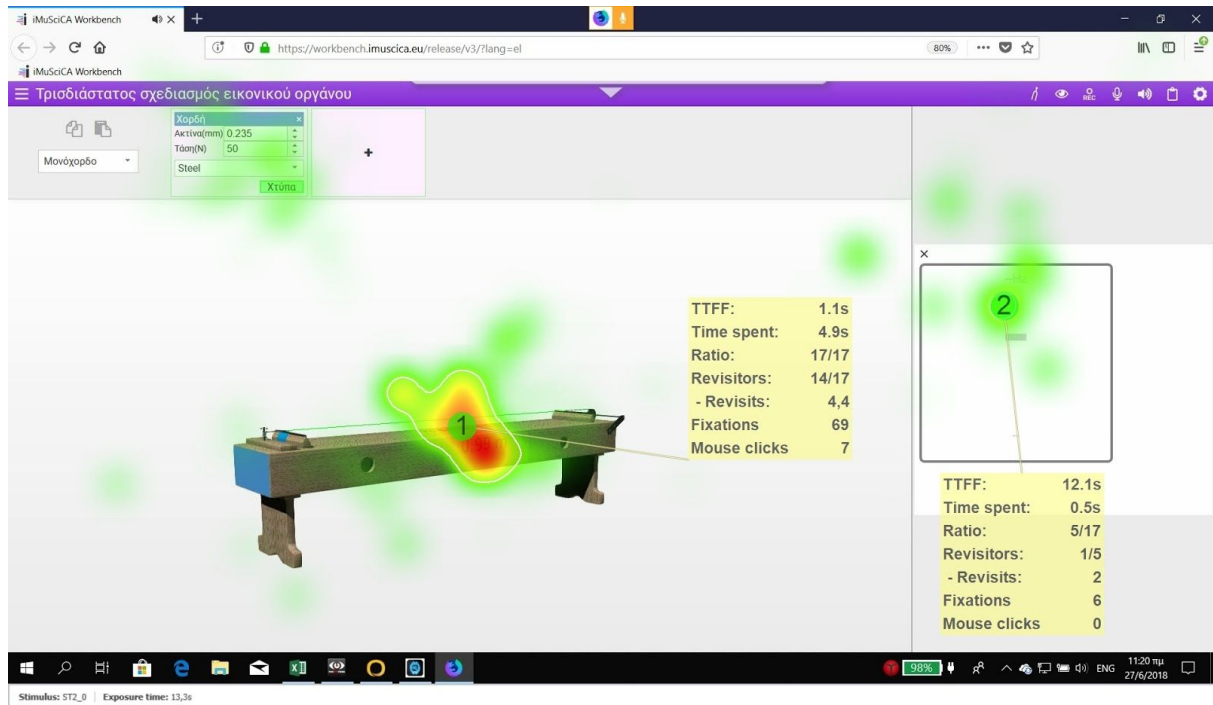 iMuSciCA Workbench
https://workbench.imuscica.eu/release/v3/?lang=el
80%
iMuSciCA Workbench
Τρισδιάστατος σχεδιασμός εικονικού οργάνου
REC
Μονόχορδο
Χορδή
Ακτίνα(mm) 0.235
Τάση(N) 50
Steel
Χτύπα
+
TTFF: 1.1s
Time spent: 4.9s
Ratio: 17/17
Revisitors: 14/17
- Revisits: 4,4
Fixations 69
Mouse clicks 7
1
2
TTFF: 12.1s
Time spent: 0.5s
Ratio: 5/17
Revisitors: 1/5
- Revisits: 2
Fixations 6
Mouse clicks 0
98%
ENG
11:20 πμ
27/6/2018
Stimulus: ST2_0 | Exposure time: 13,3s